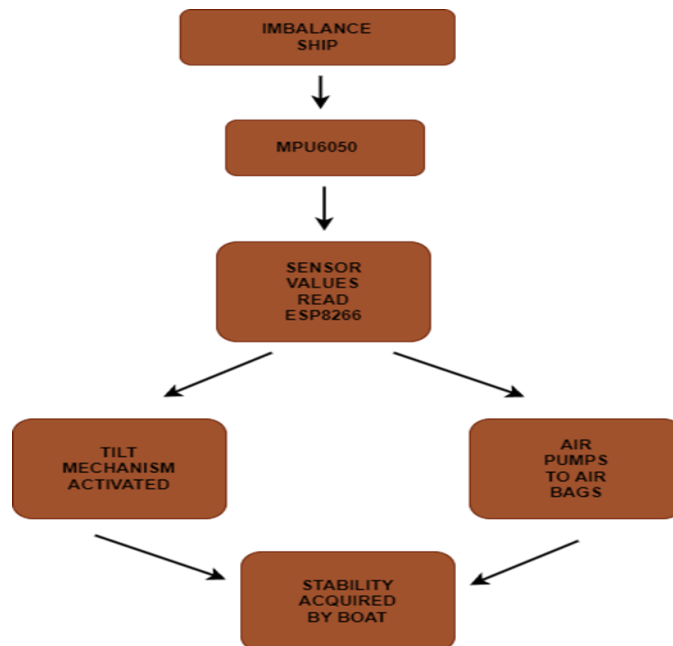 IMBALANCE
SHIP
MPU6050
SENSOR
VALUES
READ
ESP8266
TILT
MECHANISM
ACTIVATED
AIR
PUMPS
TO AIR
BAGS
STABILITY
ACQUIRED
BY BOAT